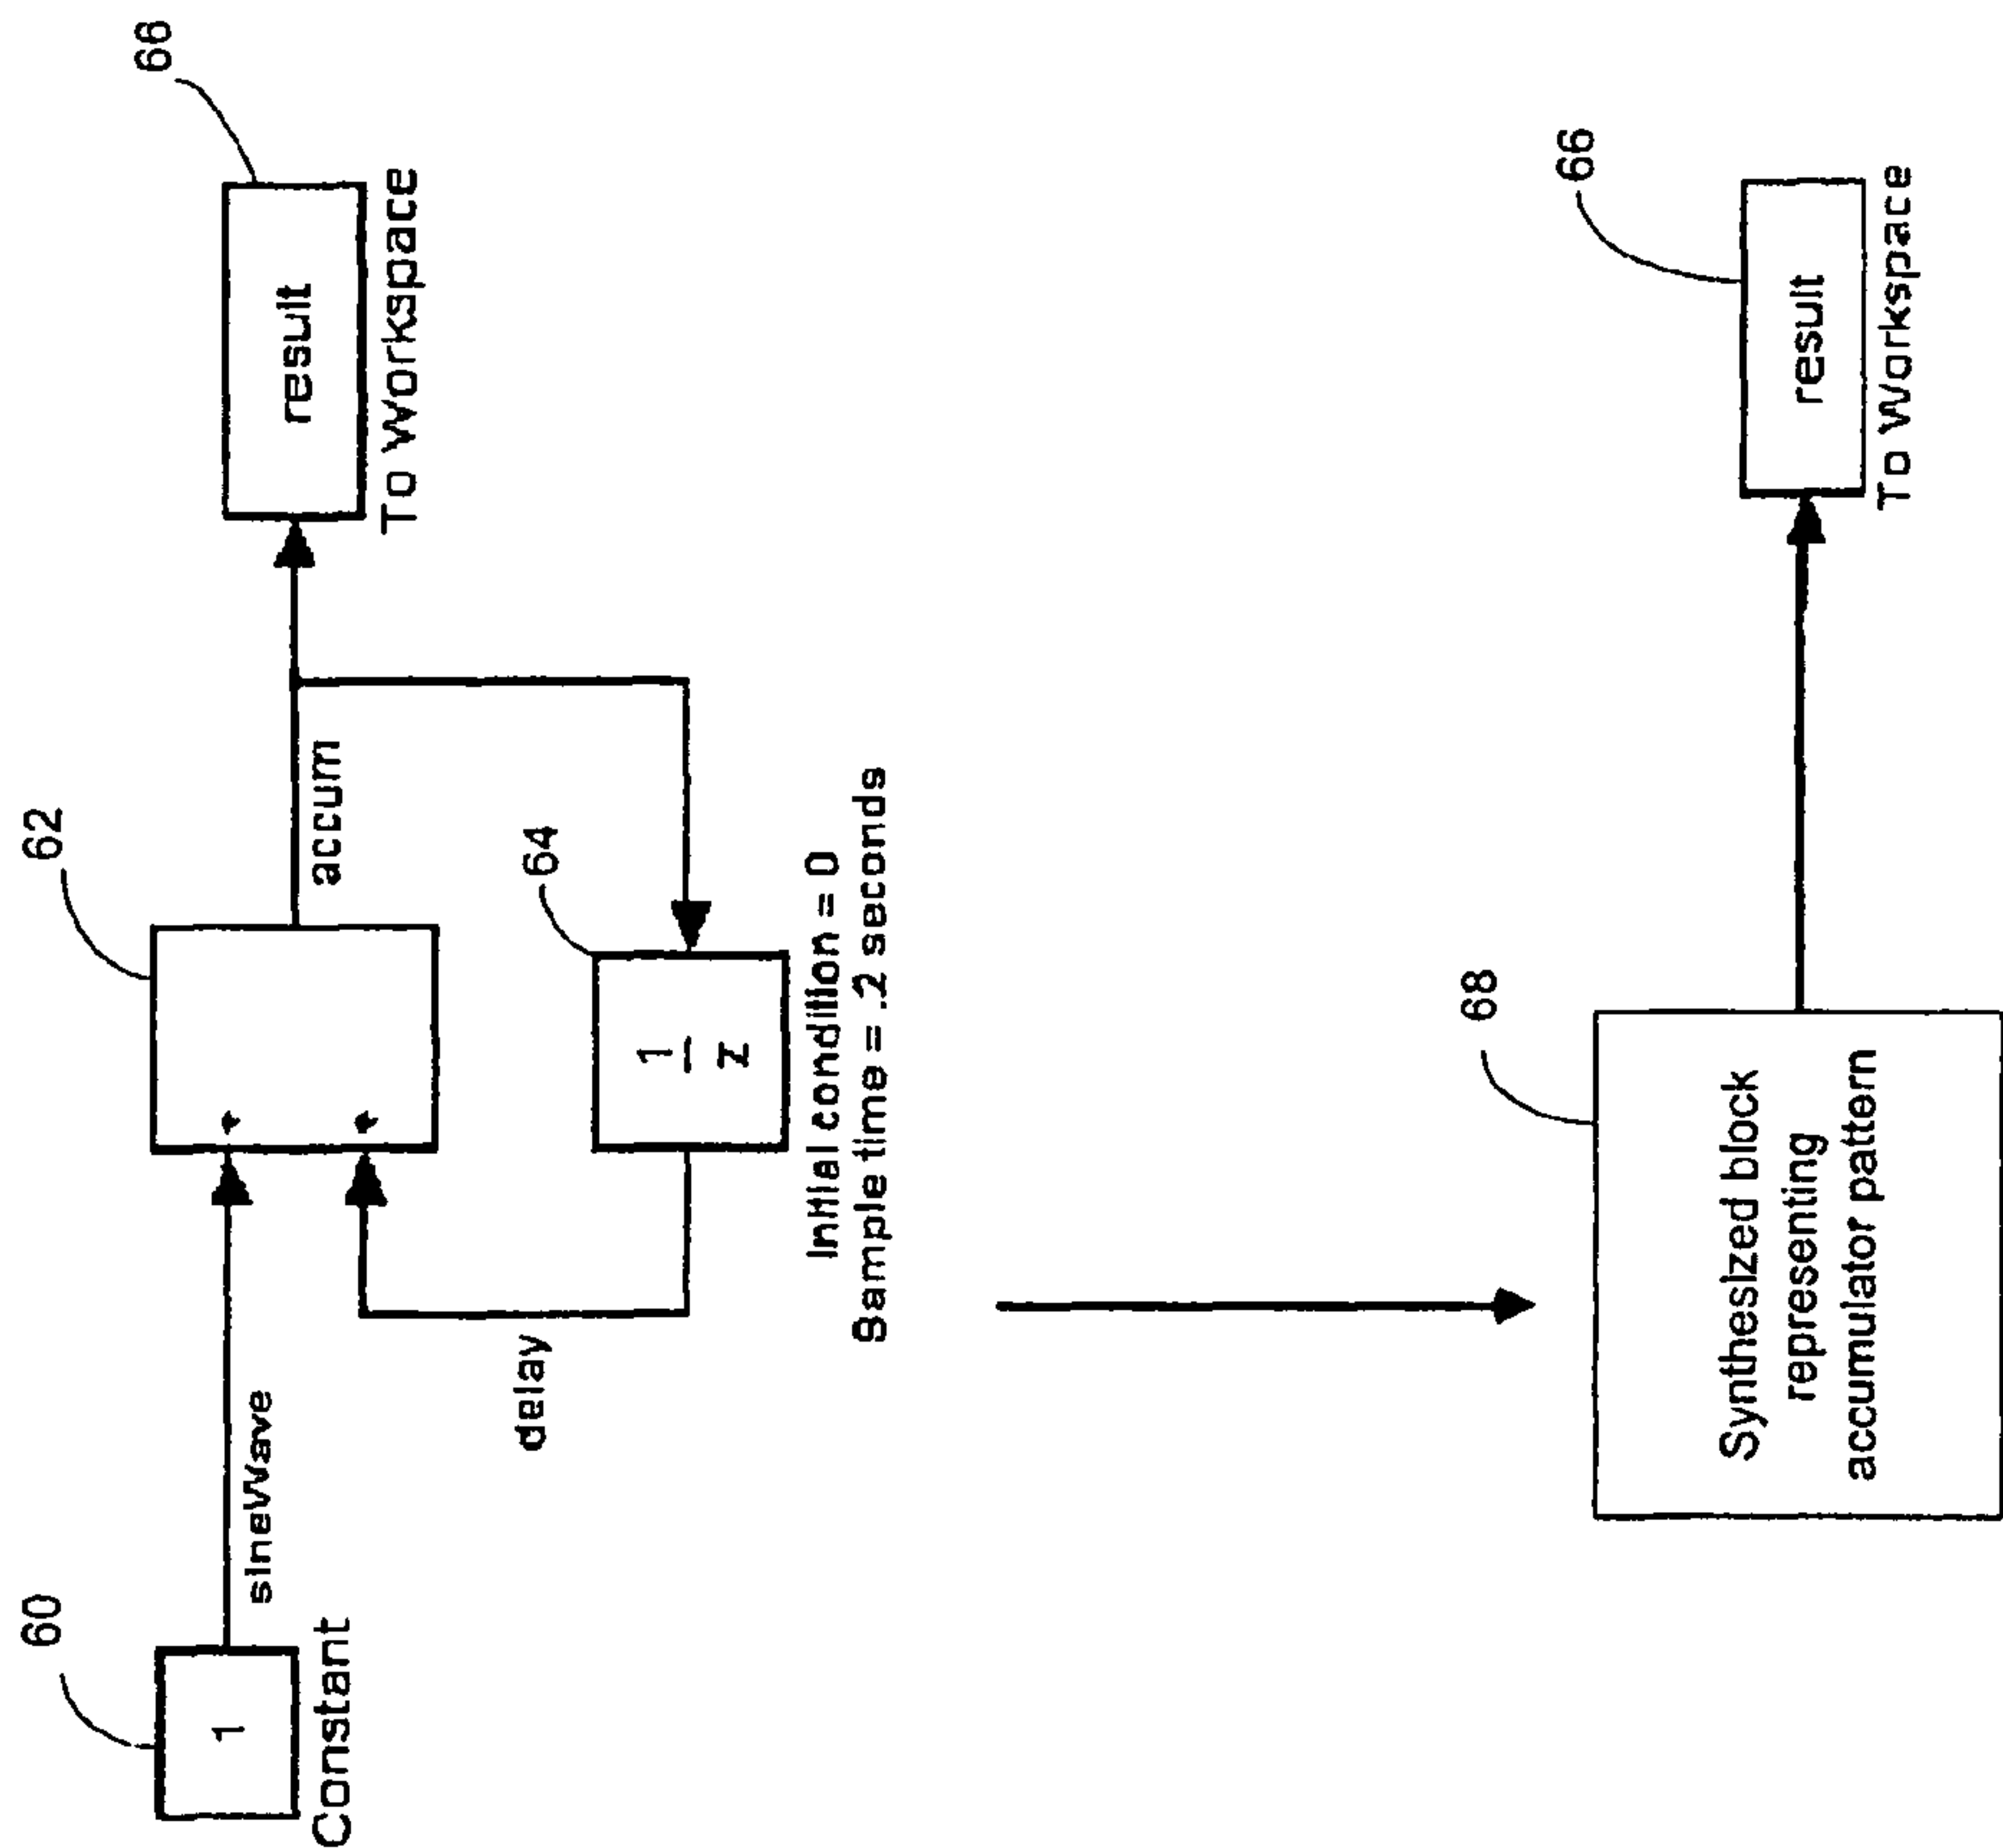 60
1
Constant
sineWave
62
accum
delay
64
1
z
Initial condition = 0
Sample time = .2 seconds
66
result
To Workspace
68
Synthesized block
representing
accumulator pattern
66
result
To Workspace